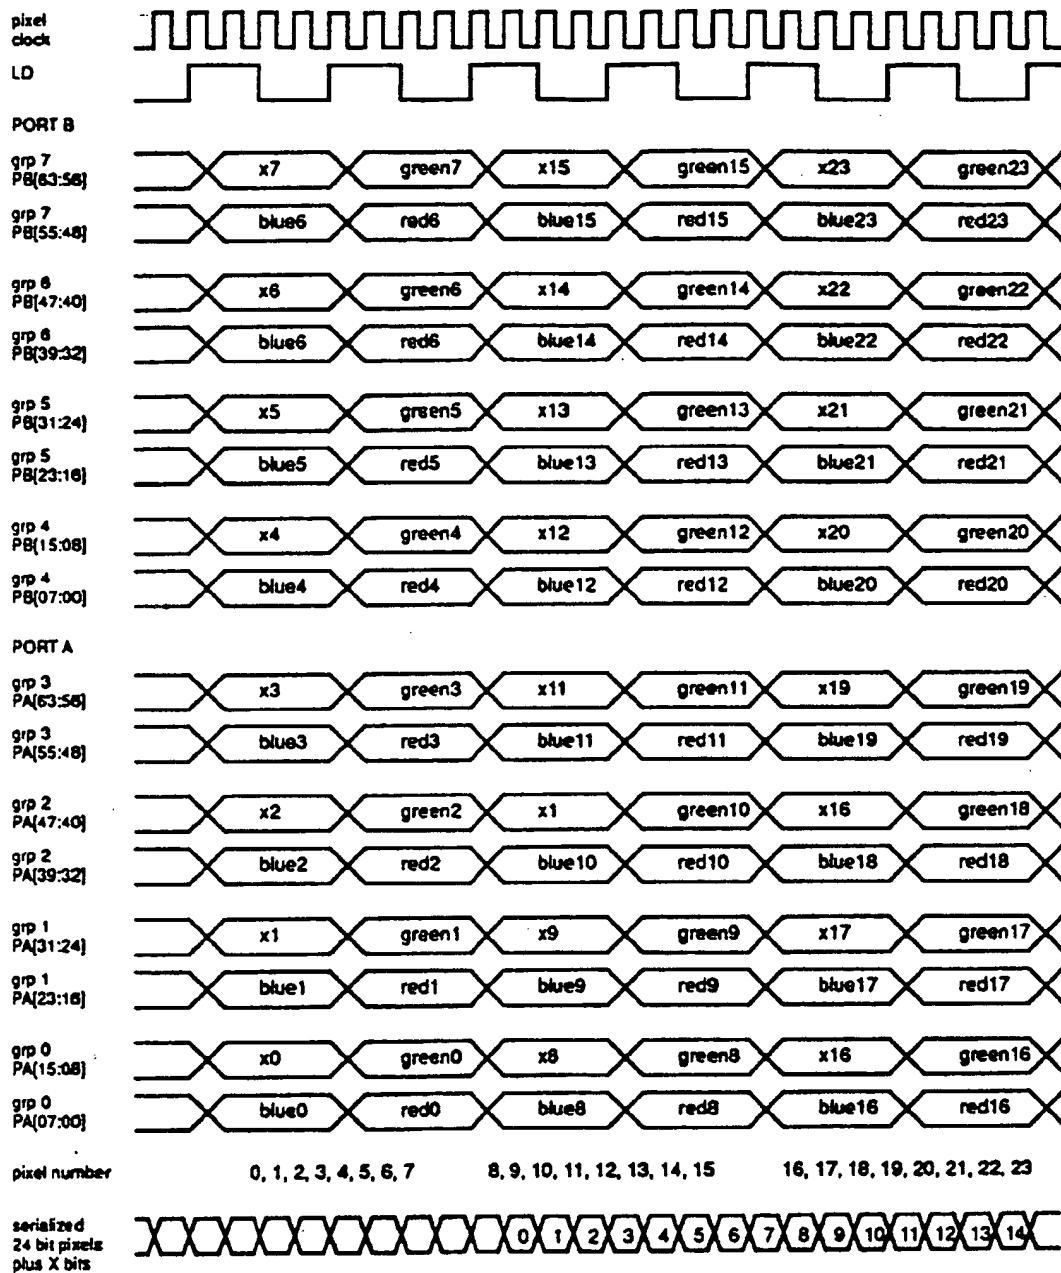 pixel
clock
LD
PORT B
grp 7
PB[63:56]
x7 green7 x15 green15 x23 green23
grp 7
PB[55:48]
blue6 red6 blue15 red15 blue23 red23
grp 6
PB[47:40]
x6 green6 x14 green14 x22 green22
grp 6
PB[39:32]
blue6 red6 blue14 red14 blue22 red22
grp 5
PB[31:24]
x5 green5 x13 green13 x21 green21
grp 5
PB[23:16]
blue5 red5 blue13 red13 blue21 red21
grp 4
PB[15:08]
x4 green4 x12 green12 x20 green20
grp 4
PB[07:00]
blue4 red4 blue12 red12 blue20 red20
PORT A
grp 3
PA[63:56]
x3 green3 x11 green11 x19 green19
grp 3
PA[55:48]
blue3 red3 blue11 red11 blue19 red19
grp 2
PA[47:40]
x2 green2 x1 green10 x16 green18
grp 2
PA[39:32]
blue2 red2 blue10 red10 blue18 red18
grp 1
PA[31:24]
x1 green1 x9 green9 x17 green17
grp 1
PA[23:16]
blue1 red1 blue9 red9 blue17 red17
grp 0
PA[15:08]
x0 green0 x8 green8 x16 green16
grp 0
PA[07:00]
blue0 red0 blue8 red8 blue16 red16
pixel number 0, 1, 2, 3, 4, 5, 6, 7 8, 9, 10, 11, 12, 13, 14, 15 16, 17, 18, 19, 20, 21, 22, 23
serialized
24 bit pixels
plus X bits
0 1 2 3 4 5 6 7 8 9 10 11 12 13 14